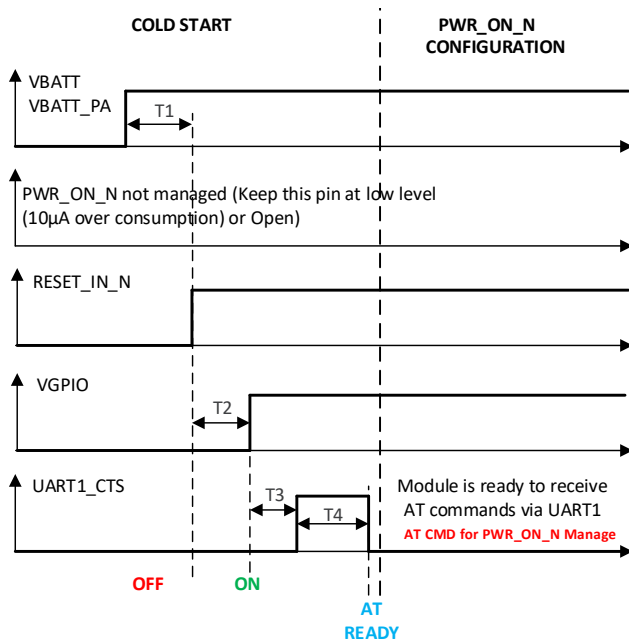 COLD START
PWR_ON_N
CONFIGURATION
VBATT
VBATT_PA
T1
PWR_ON_N not managed (Keep this pin at low level
(10µA over consumption) or Open)
RESET_IN_N
VGPIO
T2
UART1_CTS
T3
T4
Module is ready to receive
AT commands via UART1
AT CMD for PWR_ON_N Manage
OFF
ON
AT
READY